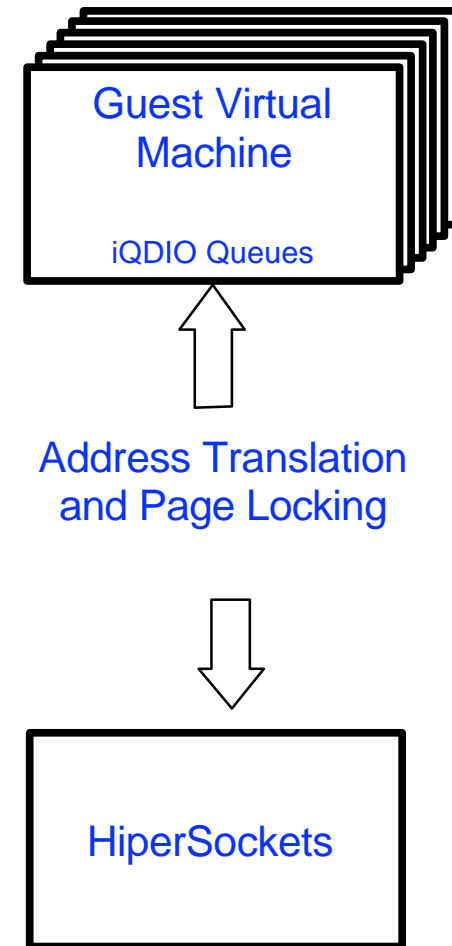 Guest Virtual
Machine
iQDIO Queues
Address Translation
and Page Locking
HiperSockets